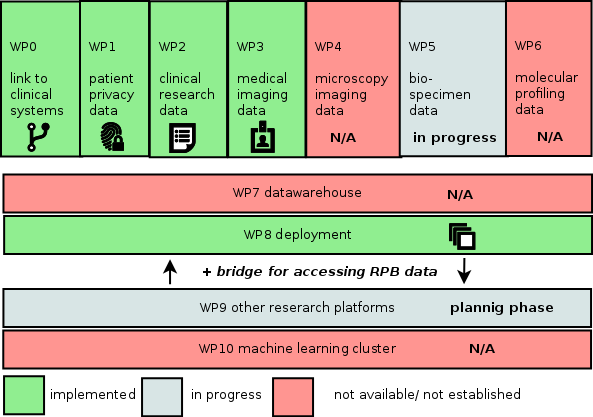 WP0
link to
clinical
systems
WP1
patient
privacy
data
WP2
clinical
research
data
WP3
medical
imaging
data
WP4
microscopy
imaging
data
N/A
WP5
bio-
specimen
data
in progress
WP6
molecular
profiling
data
N/A
WP7 datawarehouse N/A
WP8 deployment
+ bridge for accessing RPB data
WP9 other resrearch platforms plannig phase
WP10 machine learning cluster N/A
implemented in progress not available/ not established